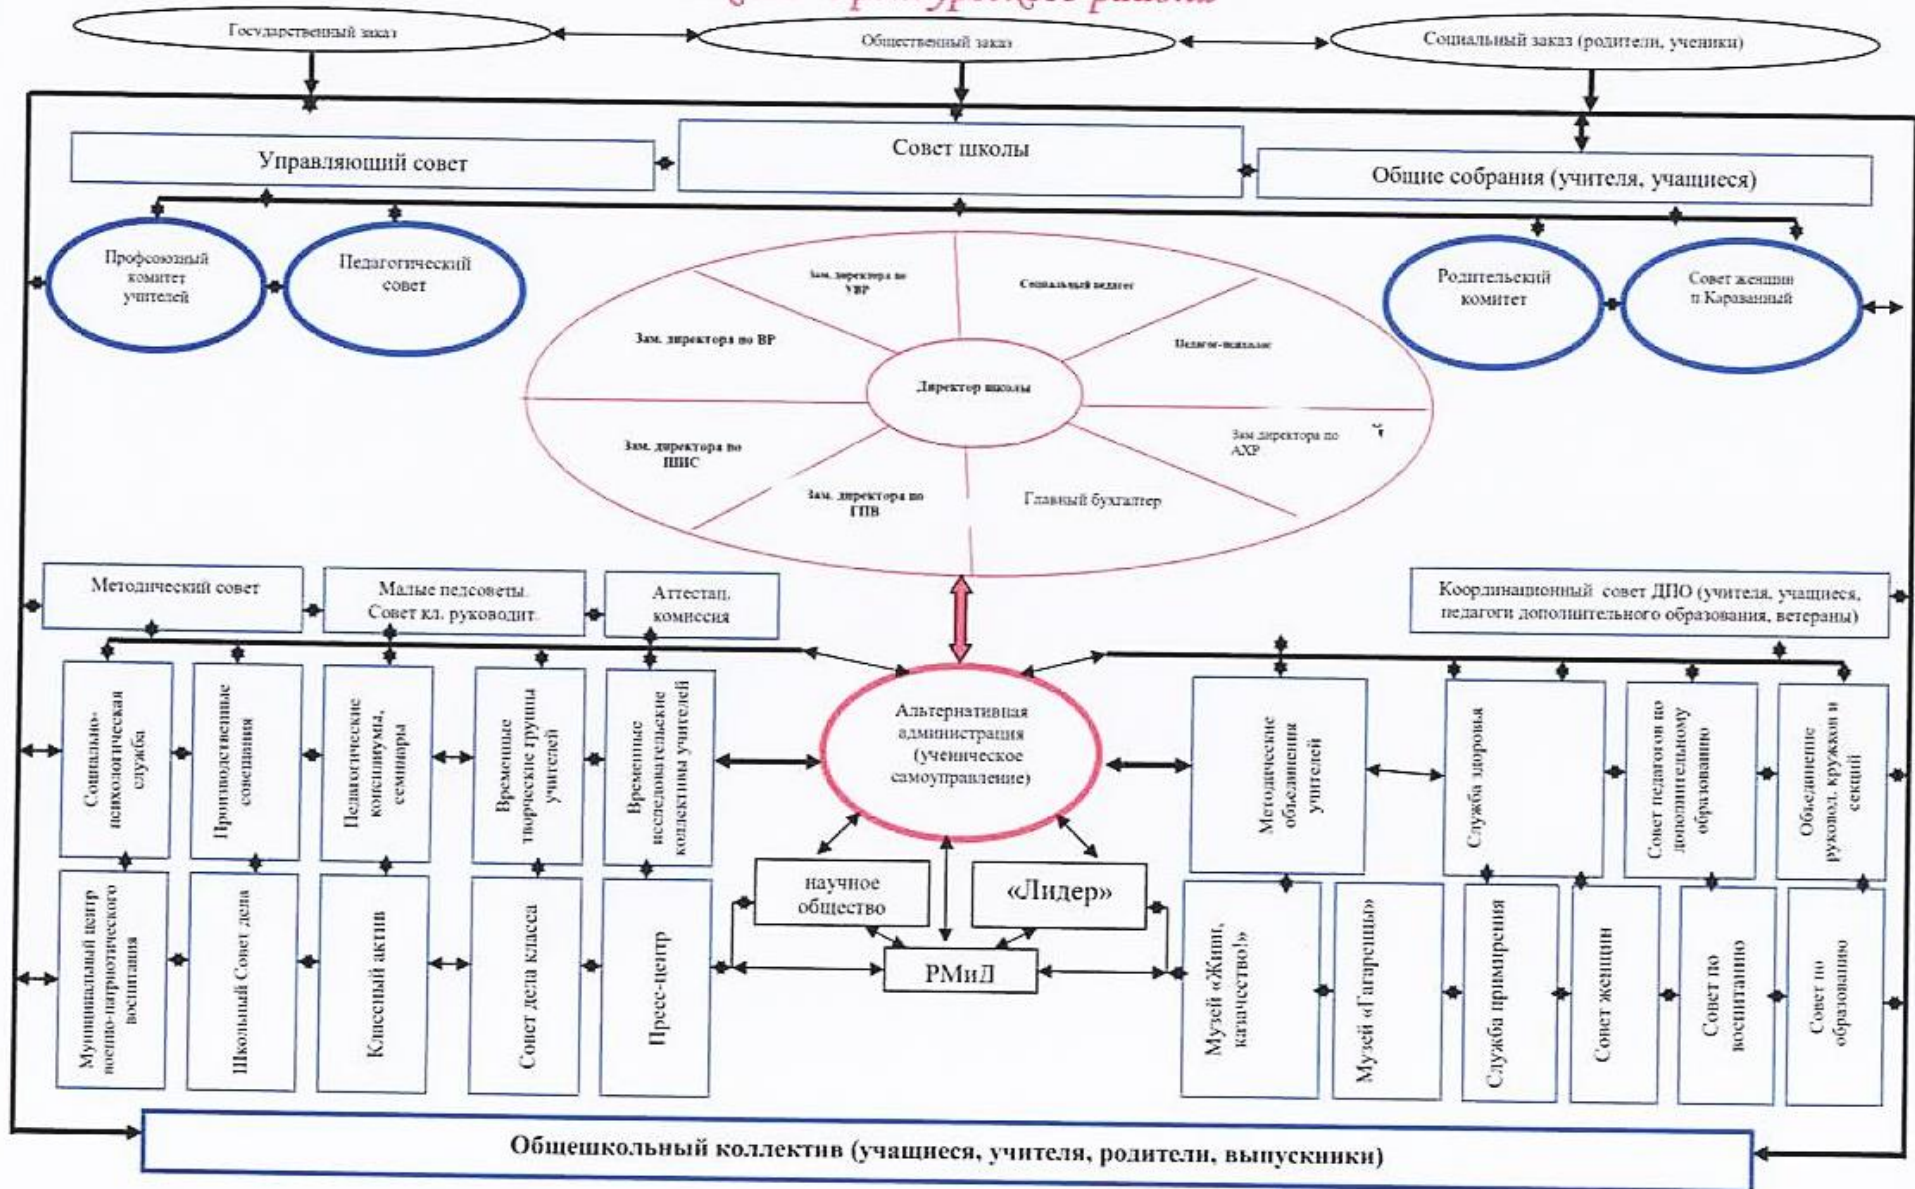 района
Государственный заказ
Общественный заказ
Социальный заказ (родители, ученики)
Управляющий совет
Совет школы
Общие собрания (учителя, учащиеся)
Профсоюзный
комитет
учителей
Педагогический
совет
Зам. директора по
УВР
Социальный педагог
Родительский
комитет
Совет женщин
п Караванный
Зам. директора по ВР
Педагог-психолог
Директор школы
Зам. директора по
ШИС
Зам директора по
АХР
Зам. директора по
ГПВ
Главный бухгалтер
Методический совет
Малые педсоветы.
Совет кл. руководит.
Аттестац.
комиссия
Координационный совет ДПО (учителя, учащиеся,
педагоги дополнительного образования, ветераны)
Социально-
психологическая
служба
Производственные
совещания
Педагогические
консилиумы,
семинары
Временные
творческие группы
учителей
Временные
исследовательские
коллективы учителей
Альтернативная
администрация
(ученическое
самоуправление)
Методические
объединения
учителей
Служба здоровья
Совет педагогов по
дополнительному
образованию
Объединение
руковод. кружков и
секций
научное
общество
«Лидер»
РМиД
Муниципальный центр
военно-патриотического
воспитания
Школьный Совет дела
Классный актив
Совет дела класса
Пресс-центр
Музей «Живи,
казачество!»
Музей «Гагаренцы»
Служба примирения
Совет женщин
Совет по
воспитанию
Совет по
образованию
Общешкольный коллектив (учащиеся, учителя, родители, выпускники)